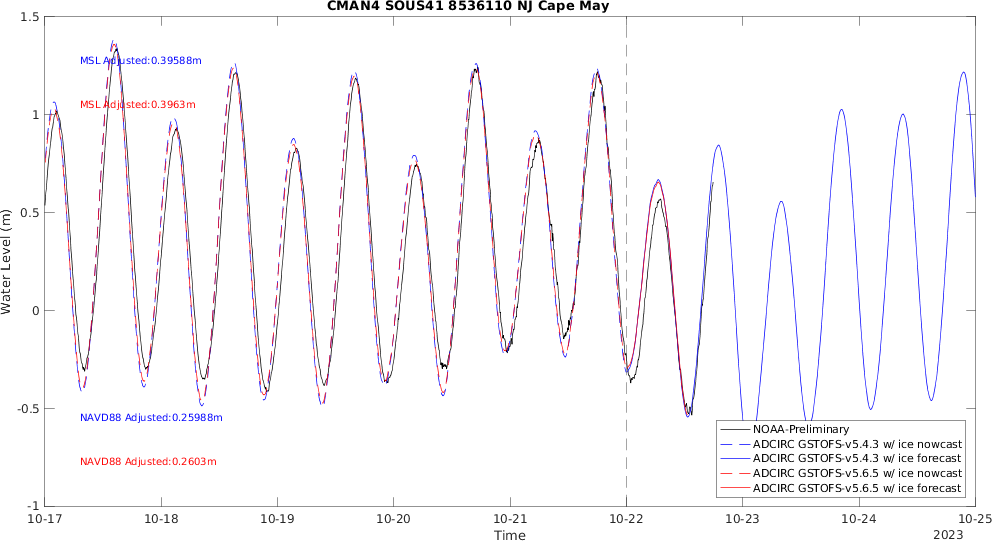 CMAN4 SOUS41 8536110 NJ Cape May
1.5
1
0.5
0
-0.5
-1
Water Level (m)
MSL Adjusted:0.39588m
MSL Adjusted:0.3963m
NAVD88 Adjusted:0.25988m
NAVD88 Adjusted:0.2603m
NOAA-Preliminary
ADCIRC GSTOFS-v5.4.3 w/ ice nowcast
ADCIRC GSTOFS-v5.4.3 w/ ice forecast
ADCIRC GSTOFS-v5.6.5 w/ ice nowcast
ADCIRC GSTOFS-v5.6.5 w/ ice forecast
10-17 10-18 10-19 10-20 10-21 10-22 10-23 10-24 10-25
Time
2023